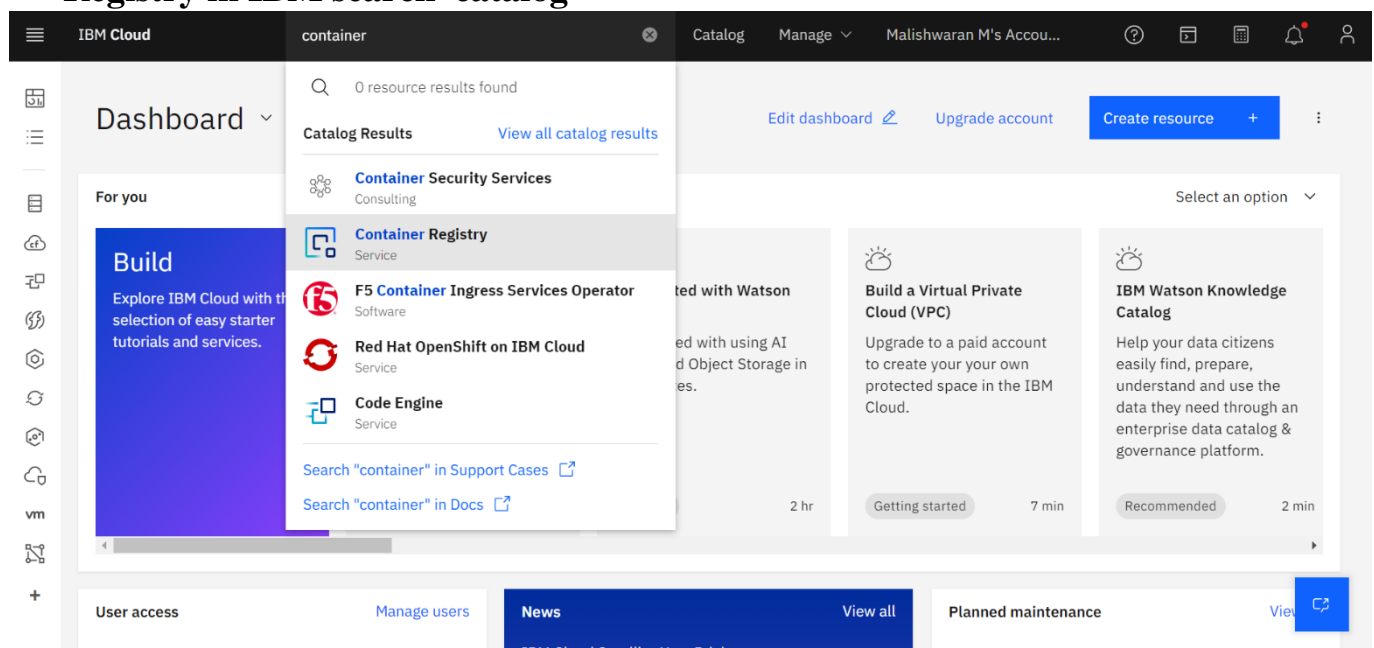 Registry in IBM search catalog
IBM Cloud
container
Catalog
Manage
Malishwaran M's Accou...
0 resource results found
Catalog Results
View all catalog results
Container Security Services
Consulting
Container Registry
Service
F5 Container Ingress Services Operator
Software
Red Hat OpenShift on IBM Cloud
Service
Code Engine
Service
Search "container" in Support Cases
Search "container" in Docs
Dashboard
Edit dashboard
Upgrade account
Create resource +
For you
Select an option
Build
Explore IBM Cloud with th
selection of easy starter
tutorials and services.
ted with Watson
ed with using AI
d Object Storage in
es.
2 hr
Build a Virtual Private
Cloud (VPC)
Upgrade to a paid account
to create your your own
protected space in the IBM
Cloud.
Getting started
7 min
IBM Watson Knowledge
Catalog
Help your data citizens
easily find, prepare,
understand and use the
data they need through an
enterprise data catalog &
governance platform.
Recommended
2 min
cf
vm
User access
Manage users
News
View all
Planned maintenance
View